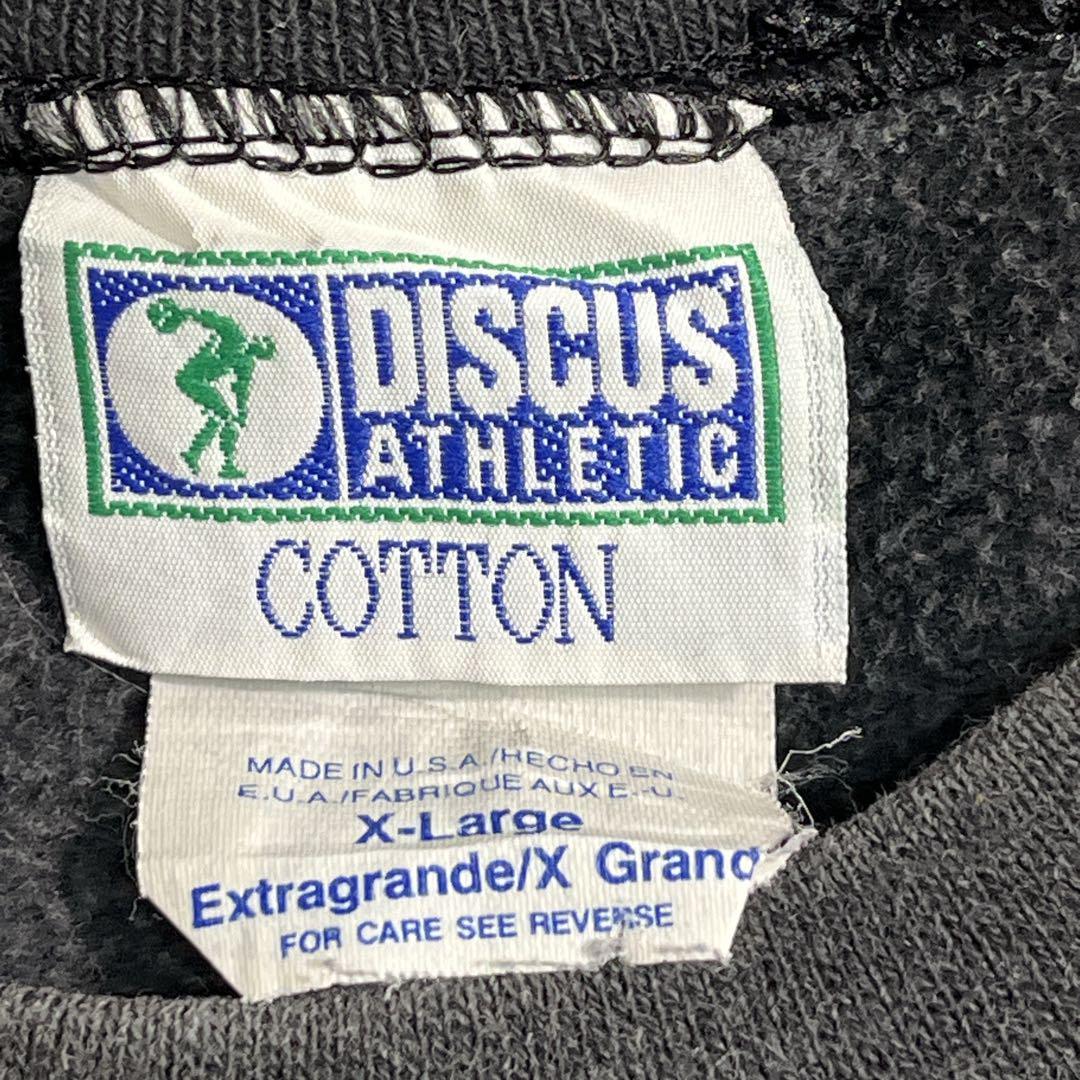 DISCUS
ATHLETIC
COTTON
MADE IN U.S.A./HECHO EN
E.U.A./FABRIQUE AUX E.-U.
X-Large
Extragrande/X Grand
FOR CARE SEE REVERSE